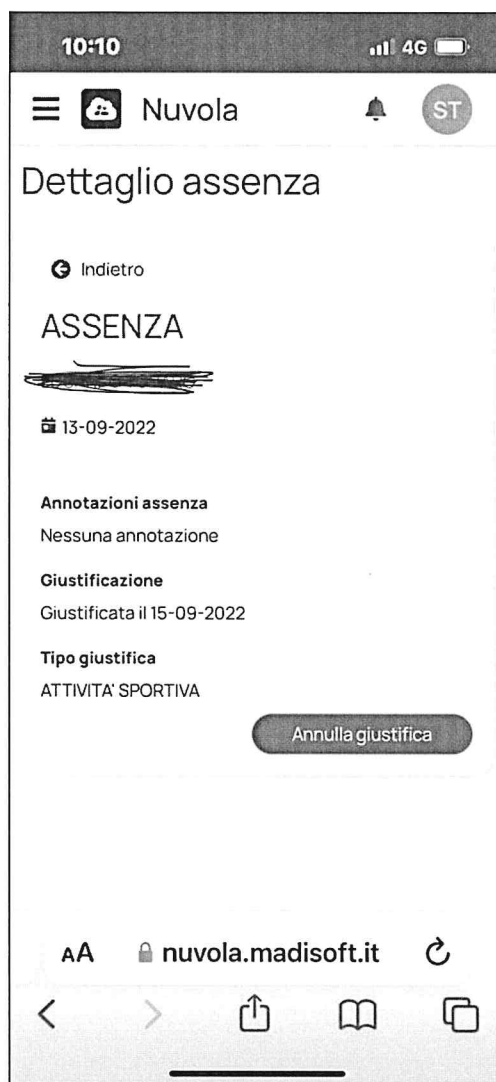 10:10
4G
Nuvola
ST
Dettaglio assenza
Indietro
ASSENZA
13-09-2022
Annotazioni assenza
Nessuna annotazione
Giustificazione
Giustificata il 15-09-2022
Tipo giustifica
ATTIVITA' SPORTIVA
Annulla giustifica
AA
nuvola.madisoft.it